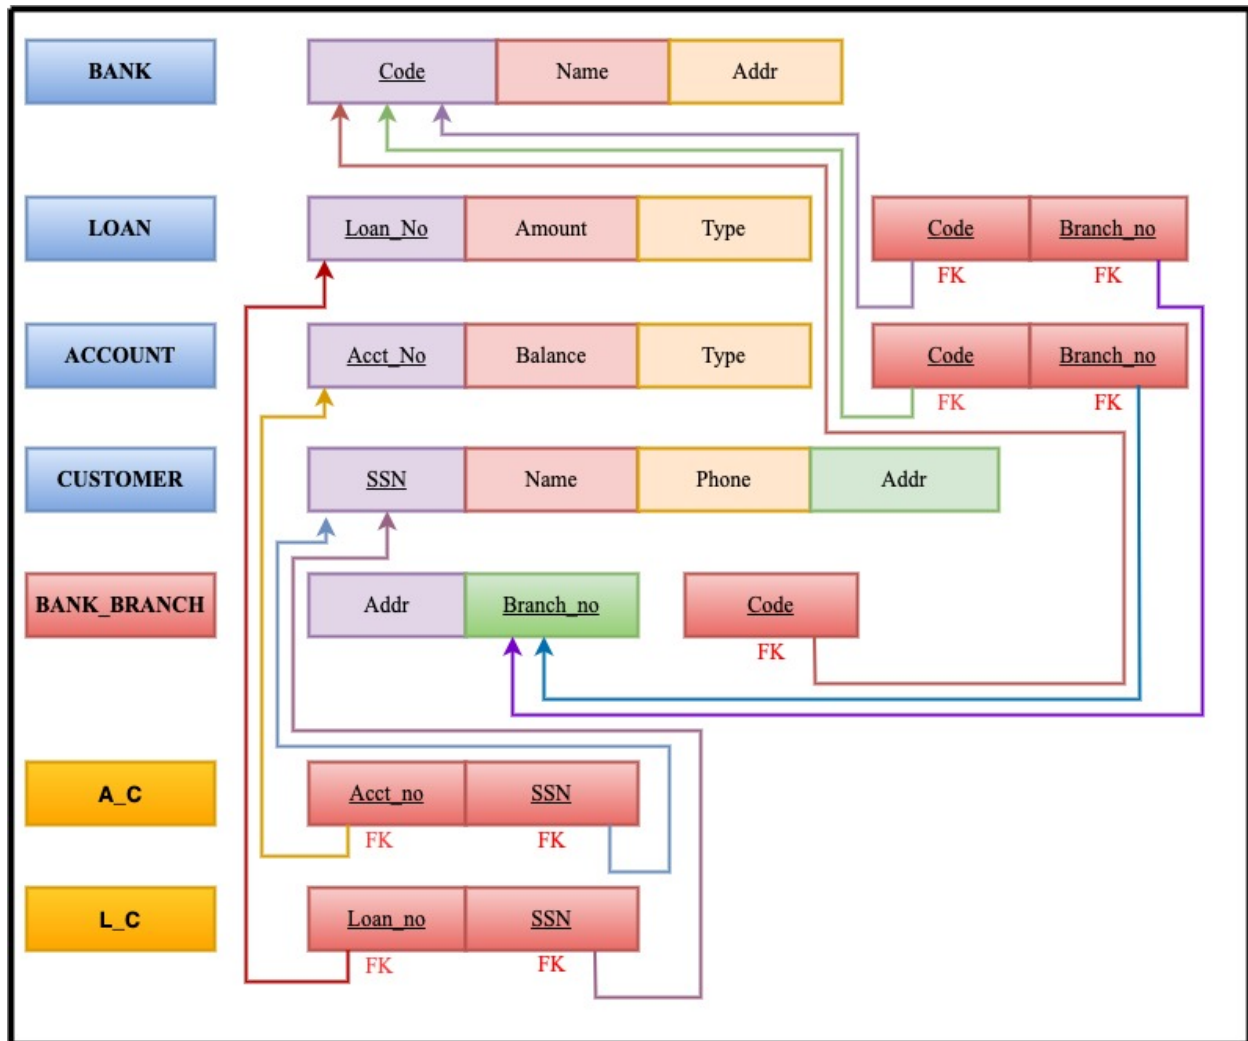 BANK Code Name Addr
LOAN Loan_No Amount Type Code Branch_no
FK FK
ACCOUNT Acct_No Balance Type Code Branch_no
FK FK
CUSTOMER SSN Name Phone Addr
BANK_BRANCH Addr Branch_no Code
FK
A_C Acct_no SSN
FK FK
L_C Loan_no SSN
FK FK